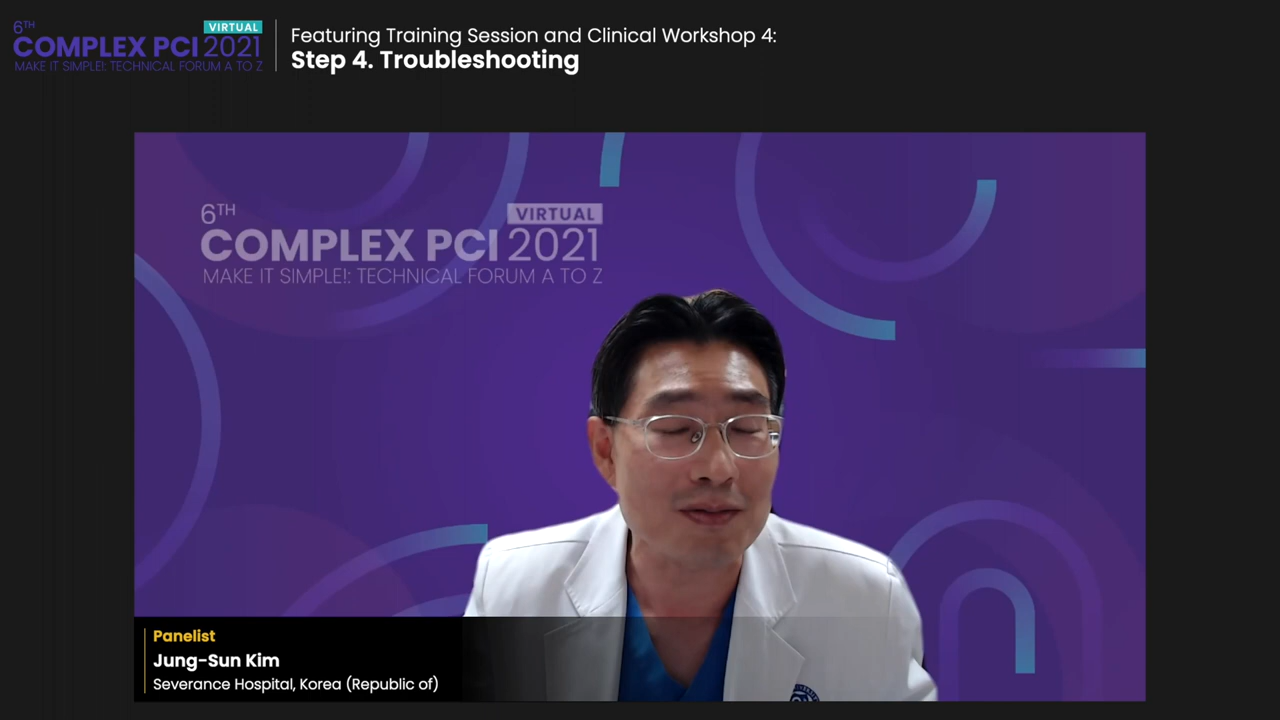 6TH VIRTUAL
COMPLEX PCI 2021
MAKE IT SIMPLE!: TECHNICAL FORUM A TO Z
Featuring Training Session and Clinical Workshop 4:
Step 4. Troubleshooting
6TH VIRTUAL
COMPLEX PCI 2021
MAKE IT SIMPLE!: TECHNICAL FORUM A TO Z
Panelist
Jung-Sun Kim
Severance Hospital, Korea (Republic of)